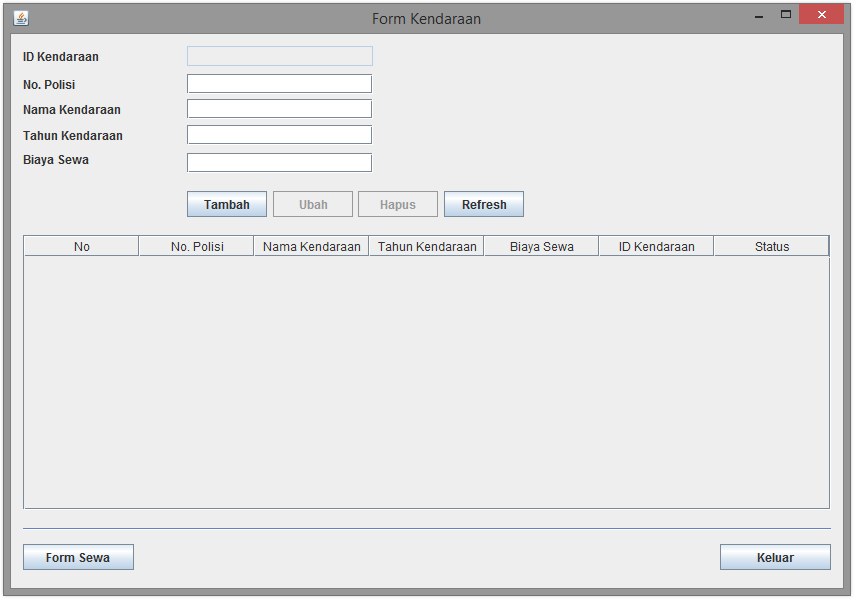 Form Kendaraan
ID Kendaraan
No. Polisi
Nama Kendaraan
Tahun Kendaraan
Biaya Sewa
Tambah Ubah Hapus Refresh
No No. Polisi Nama Kendaraan Tahun Kendaraan Biaya Sewa ID Kendaraan Status
Form Sewa Keluar